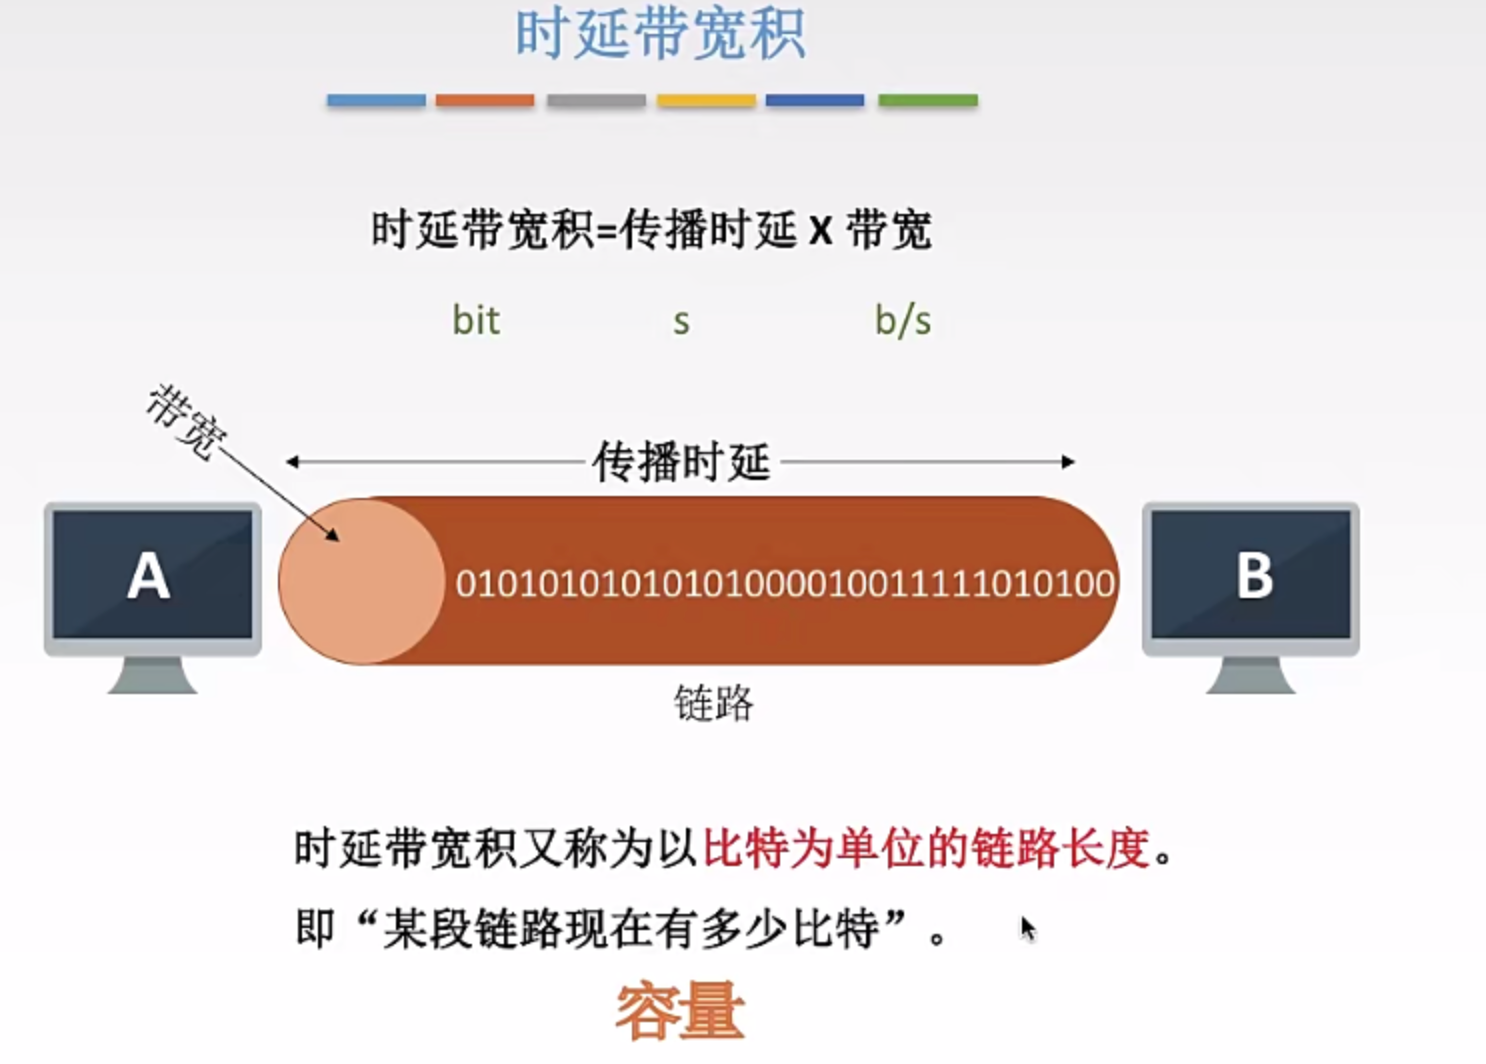 时延带宽积
时延带宽积=传播时延 X 带宽
bit s b/s
带宽
传播时延
A
01010101010101000010011111010100
B
链路
时延带宽积又称为以比特为单位的链路长度。
即“某段链路现在有多少比特”。
容量